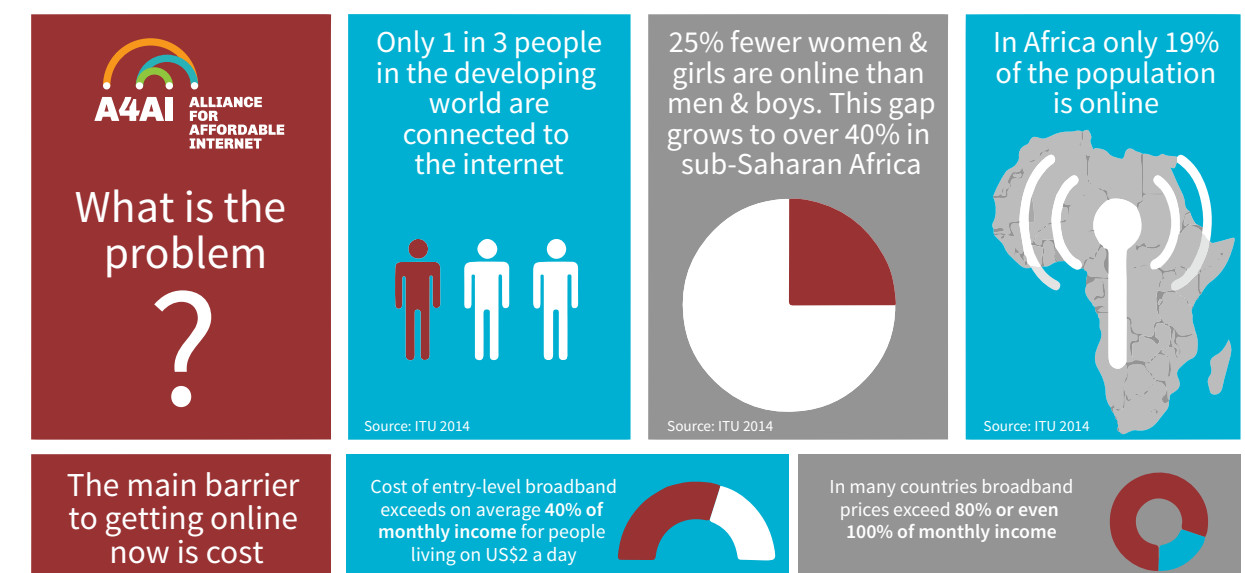 A4AI
ALLIANCE
FOR
AFFORDABLE
INTERNET
What is the
problem
?
Only 1 in 3 people
in the developing
world are
connected to
the internet
Source: ITU 2014
25% fewer women &
girls are online than
men & boys. This gap
grows to over 40% in
sub-Saharan Africa
Source: ITU 2014
In Africa only 19%
of the population
is online
Source: ITU 2014
The main barrier
to getting online
now is cost
Cost of entry-level broadband
exceeds on average 40% of
monthly income for people
living on US$2 a day
In many countries broadband
prices exceed 80% or even
100% of monthly income